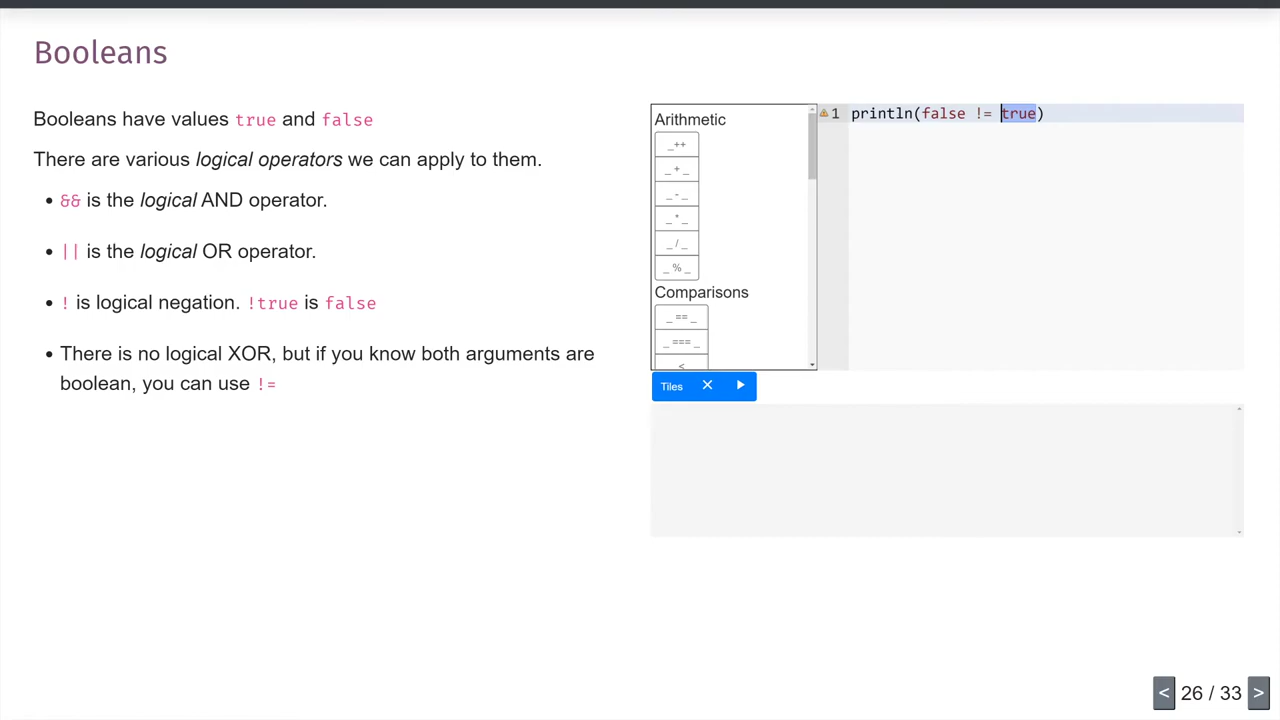 Booleans
Booleans have values true and false
There are various logical operators we can apply to them.
• && is the logical AND operator.
• || is the logical OR operator.
• ! is logical negation. !true is false
• There is no logical XOR, but if you know both arguments are
boolean, you can use !=
Arithmetic
_++
_ + _
_ - _
_ * _
_ / _
_ % _
Comparisons
_ == _
_ === _
<
1 println(false != true)
Tiles
< 26 / 33 >